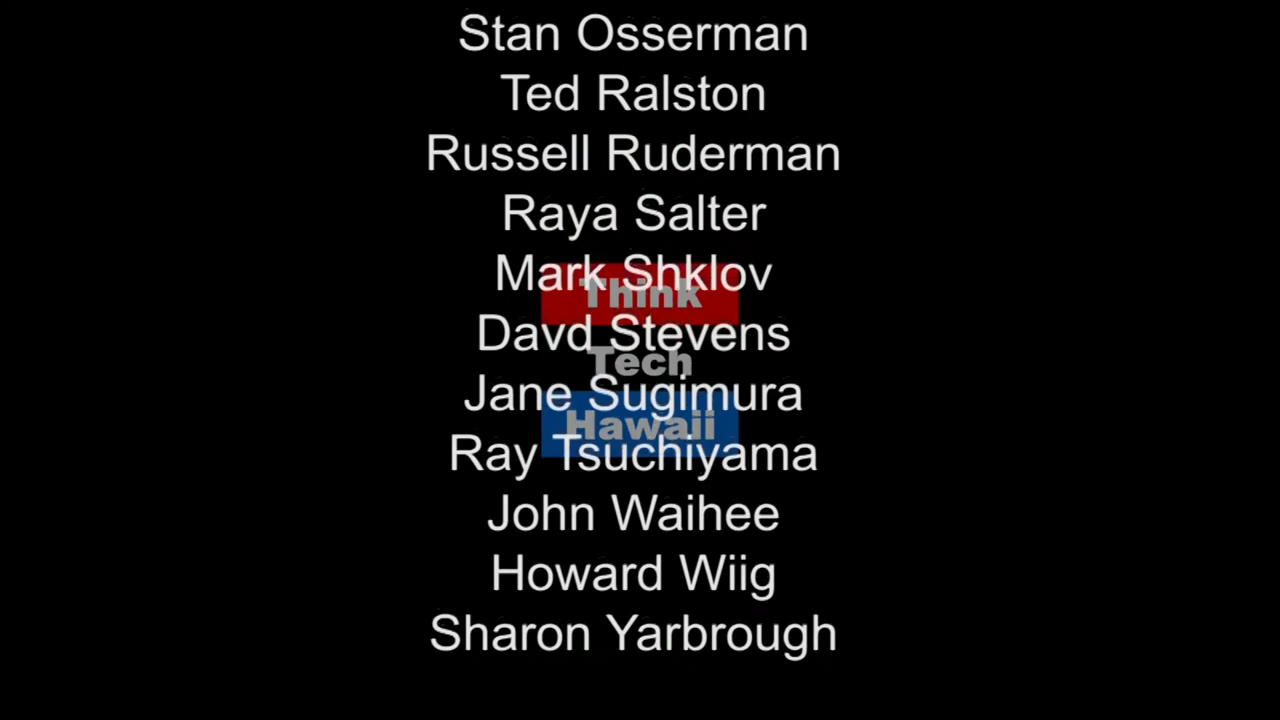 Stan Osserman
Ted Ralston
Russell Ruderman
Raya Salter
Mark Shklov
Think
Davd Stevens
Tech
Jane Sugimura
Hawaii
Ray Tsuchiyama
John Waihee
Howard Wiig
Sharon Yarbrough